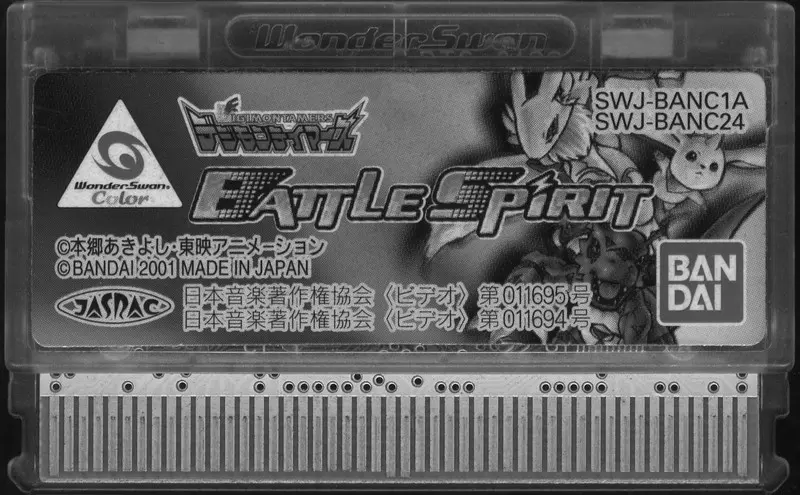 WonderSwan
SWJ-BANC1A
SWJ-BANC24
DIGIMONTAMERS
デジモンテイマーズ
WonderSwan
Color
BATTLE SPIRIT
©本郷あきよし・東映アニメーション
©BANDAI 2001 MADE IN JAPAN
BAN
DAI
JASRAC
日本音楽著作権協会〈ビデオ〉第011695号
日本音楽著作権協会〈ビデオ〉第011694号